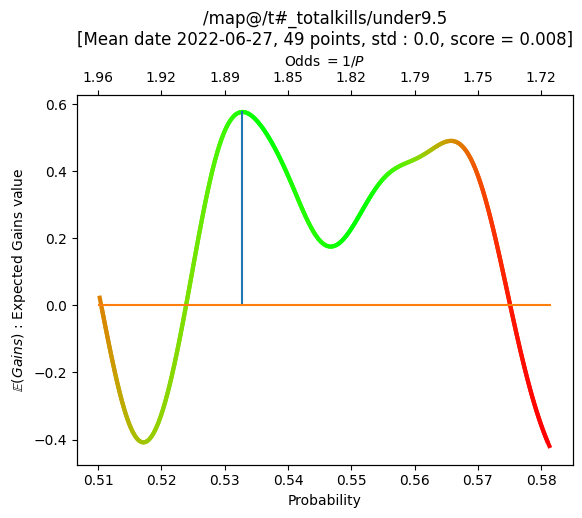 /map@/t#_totalkills/under9.5
[Mean date 2022-06-27, 49 points, std : 0.0, score = 0.008]
Odds = 1/P
1.96 1.92 1.88 1.85 1.82 1.79 1.75 1.72
0.6
0.4
0.2
0.0
−0.2
−0.4
𝔼(Gains) : Expected Gains value
0.51 0.52 0.53 0.54 0.55 0.56 0.57 0.58
Probability